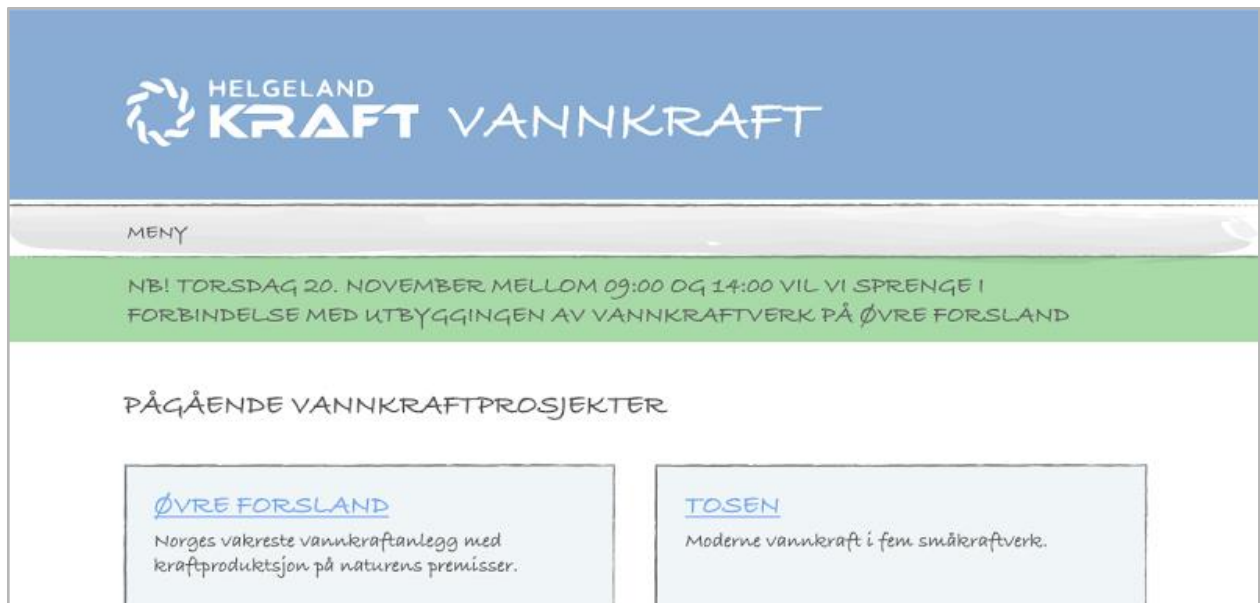 HELGELAND
KRAFT VANNKRAFT
MENY
NB! TORSDAG 20. NOVEMBER MELLOM 09:00 OG 14:00 VIL VI SPRENGE I
FORBINDELSE MED UTBYGGINGEN AV VANNKRAFTVERK PÅ ØVRE FORSLAND
PÅGÅENDE VANNKRAFTPROSJEKTER
ØVRE FORSLAND
Norges vakreste vannkraftanlegg med
kraftproduktsjon på naturens premisser.
TOSEN
Moderne vannkraft i fem småkraftverk.